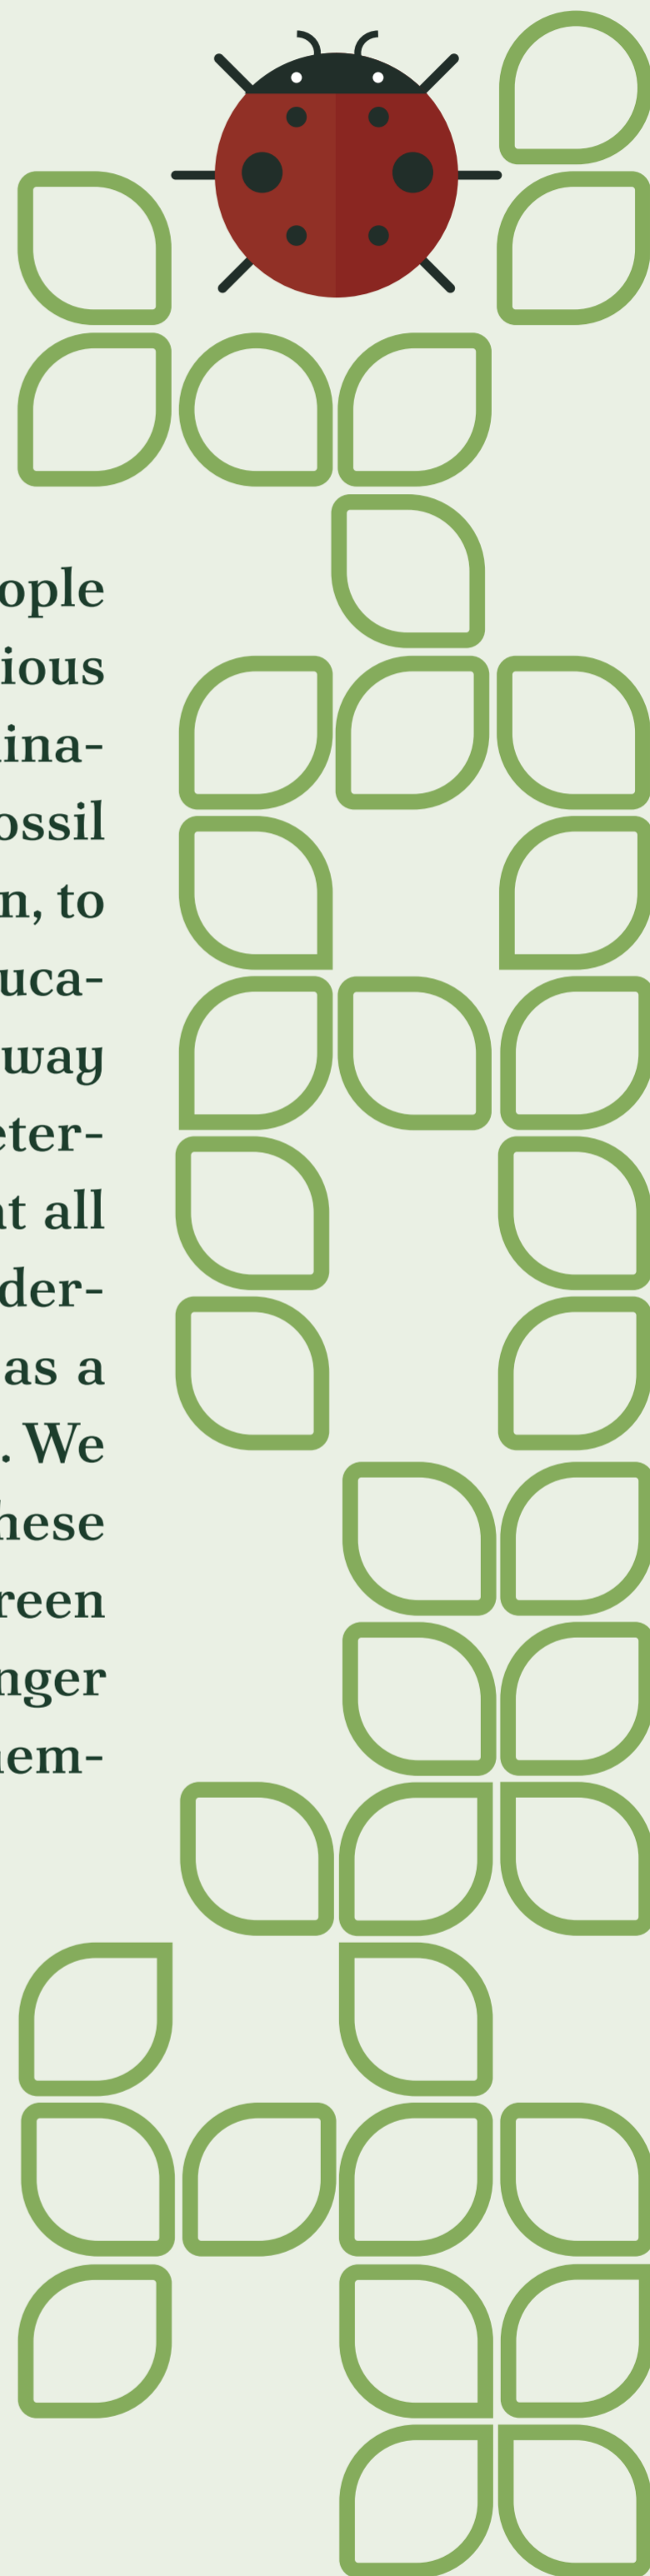 ople
ious
ina-
ossil
n, to
uca-
way
eter-
t all
der-
as a
. We
hese
reen
nger
em-